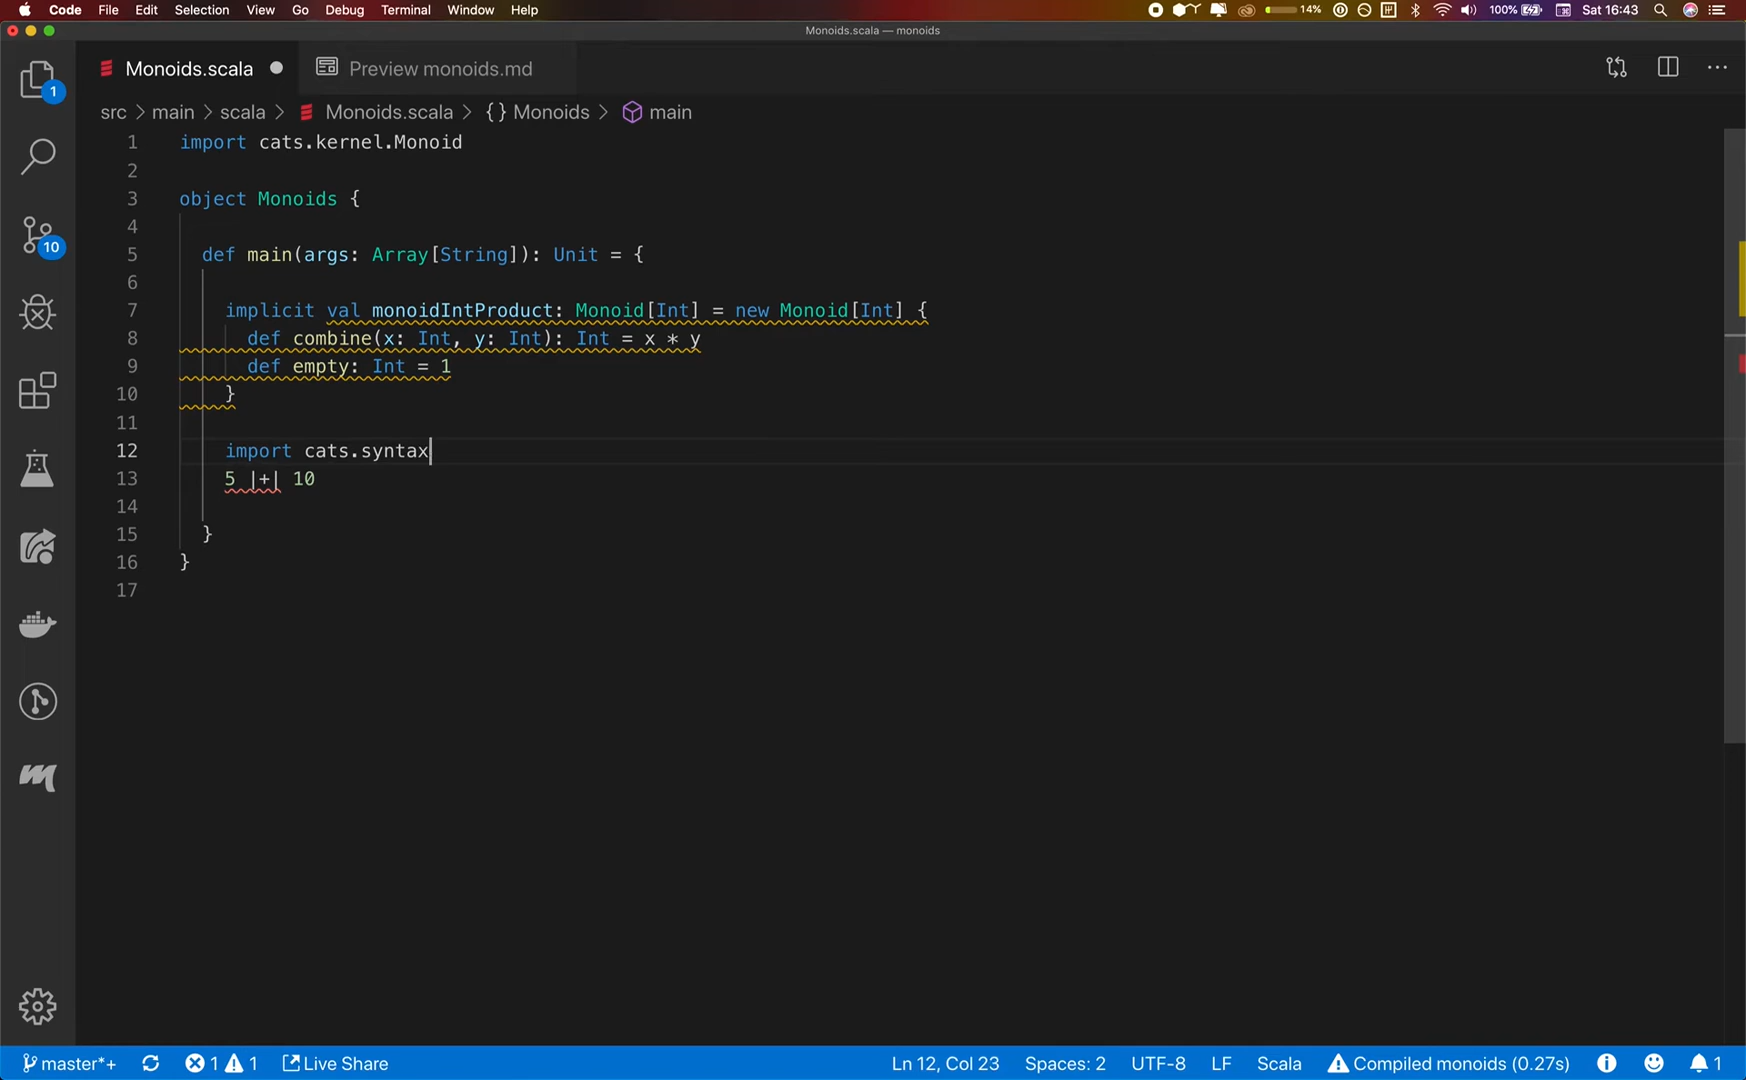 Code File Edit Selection View Go Debug Terminal Window Help 14% 100% Sat 16:43
Monoids.scala — monoids
Monoids.scala Preview monoids.md
1
src > main > scala > Monoids.scala > {} Monoids > main
1 import cats.kernel.Monoid
2
3 object Monoids {
4
5 def main(args: Array[String]): Unit = {
6
10
7 implicit val monoidIntProduct: Monoid[Int] = new Monoid[Int] {
8 def combine(x: Int, y: Int): Int = x * y
9 def empty: Int = 1
10 }
11
12 import cats.syntax
13 5 |+| 10
14
15 }
16 }
17
master*+ 1 1 Live Share Ln 12, Col 23 Spaces: 2 UTF-8 LF Scala Compiled monoids (0.27s) 1